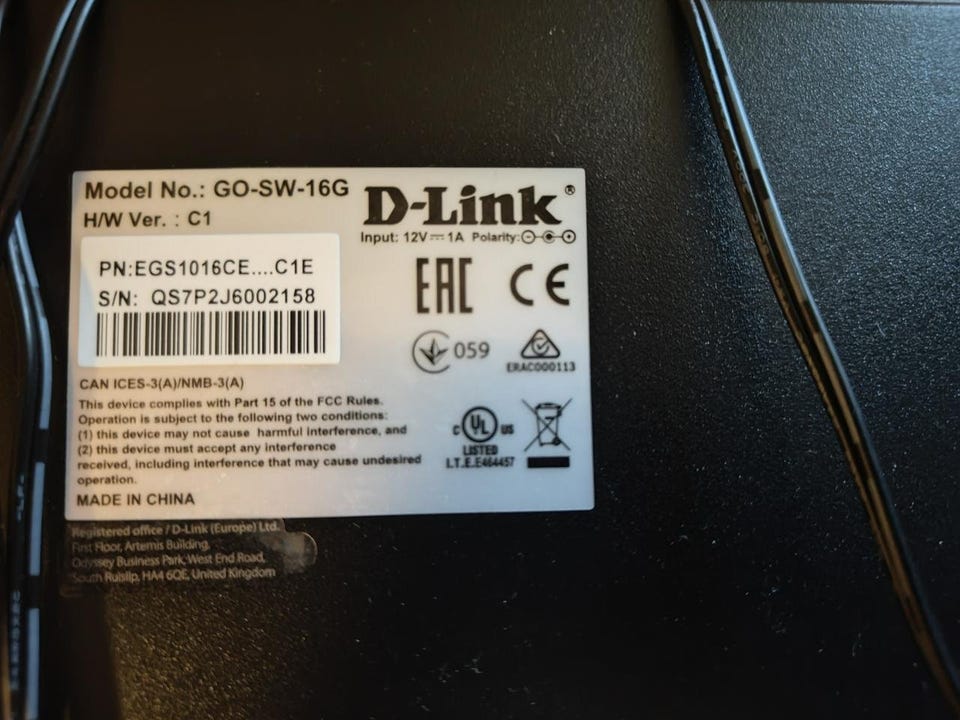 Model No.: GO-SW-16G
H/W Ver. : C1
D-Link®
Input: 12V⎓1A Polarity:
PN:EGS1016CE....C1E
S/N: QS7P2J6002158
EAC CE
059
ERAC000113
CAN ICES-3(A)/NMB-3(A)
This device complies with Part 15 of the FCC Rules.
Operation is subject to the following two conditions:
(1) this device may not cause harmful interference, and
(2) this device must accept any interference
received, including interference that may cause undesired
operation.
MADE IN CHINA
c UL US
LISTED
I.T.E.E464457
Registered office / D-Link (Europe) Ltd.
First Floor, Artemis Building,
Odyssey Business Park, West End Road,
South Ruislip, HA4 6QE, United Kingdom